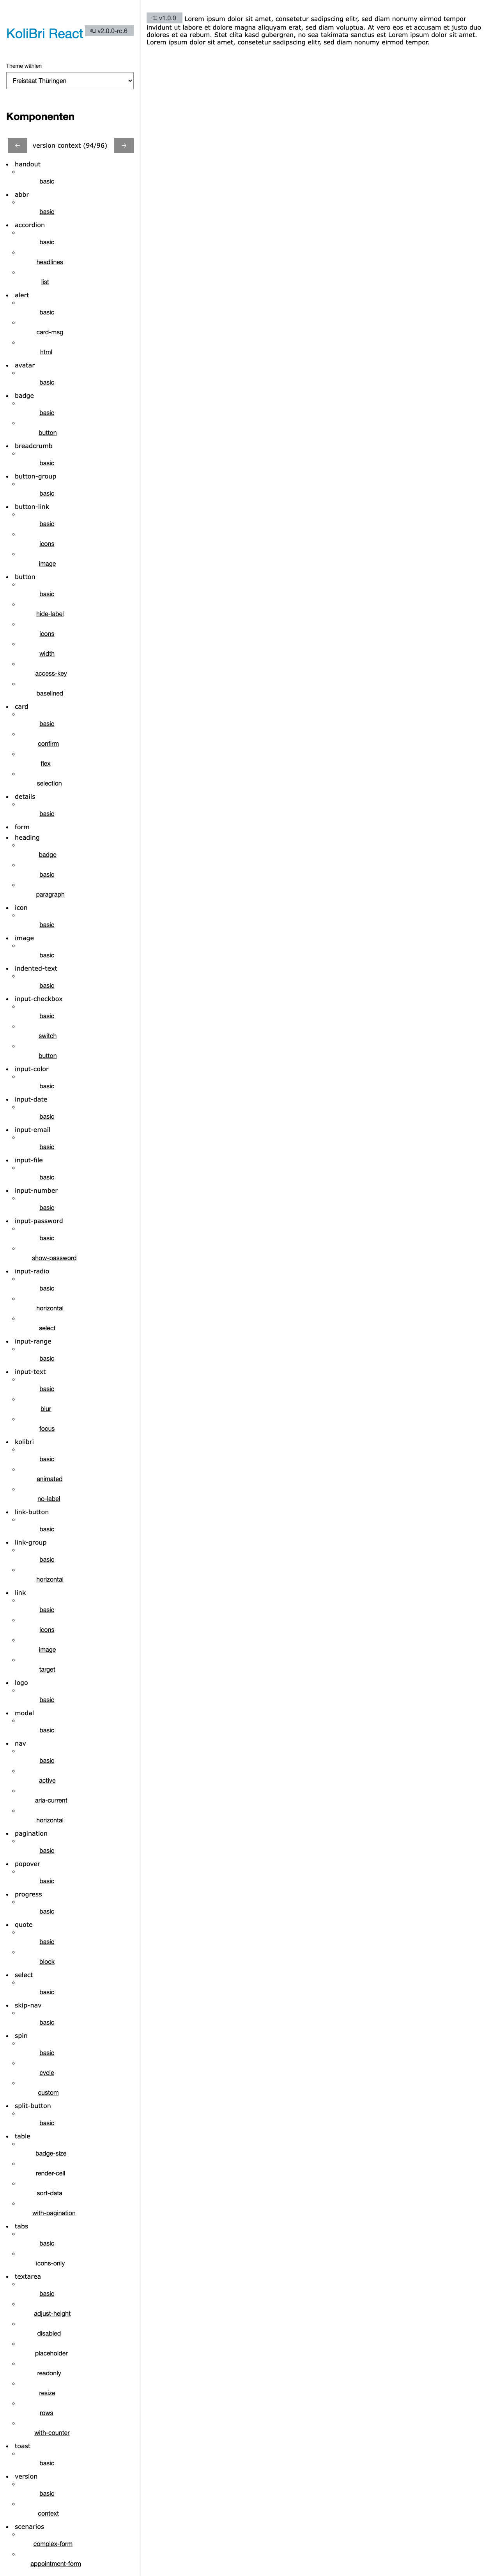 KoliBri React v2.0.0-rc.6
Theme wählen
Freistaat Thüringen
Komponenten
version context (94/96)
handout
basic
abbr
basic
accordion
basic
headlines
list
alert
basic
card-msg
html
avatar
basic
badge
basic
button
breadcrumb
basic
button-group
basic
button-link
basic
icons
image
button
basic
hide-label
icons
width
access-key
baselined
card
basic
confirm
flex
selection
details
basic
form
heading
badge
basic
paragraph
icon
basic
image
basic
indented-text
basic
input-checkbox
basic
switch
button
input-color
basic
input-date
basic
input-email
basic
input-file
basic
input-number
basic
input-password
basic
show-password
input-radio
basic
horizontal
select
input-range
basic
input-text
basic
blur
focus
kolibri
basic
animated
no-label
link-button
basic
link-group
basic
horizontal
link
basic
icons
image
target
logo
basic
modal
basic
nav
basic
active
aria-current
horizontal
pagination
basic
popover
basic
progress
basic
quote
basic
block
select
basic
skip-nav
basic
spin
basic
cycle
custom
split-button
basic
table
badge-size
render-cell
sort-data
with-pagination
tabs
basic
icons-only
textarea
basic
adjust-height
disabled
placeholder
readonly
resize
rows
with-counter
toast
basic
version
basic
context
scenarios
complex-form
appointment-form
v1.0.0 Lorem ipsum dolor sit amet, consetetur sadipscing elitr, sed diam nonumy eirmod tempor
invidunt ut labore et dolore magna aliquyam erat, sed diam voluptua. At vero eos et accusam et justo duo
dolores et ea rebum. Stet clita kasd gubergren, no sea takimata sanctus est Lorem ipsum dolor sit amet.
Lorem ipsum dolor sit amet, consetetur sadipscing elitr, sed diam nonumy eirmod tempor.